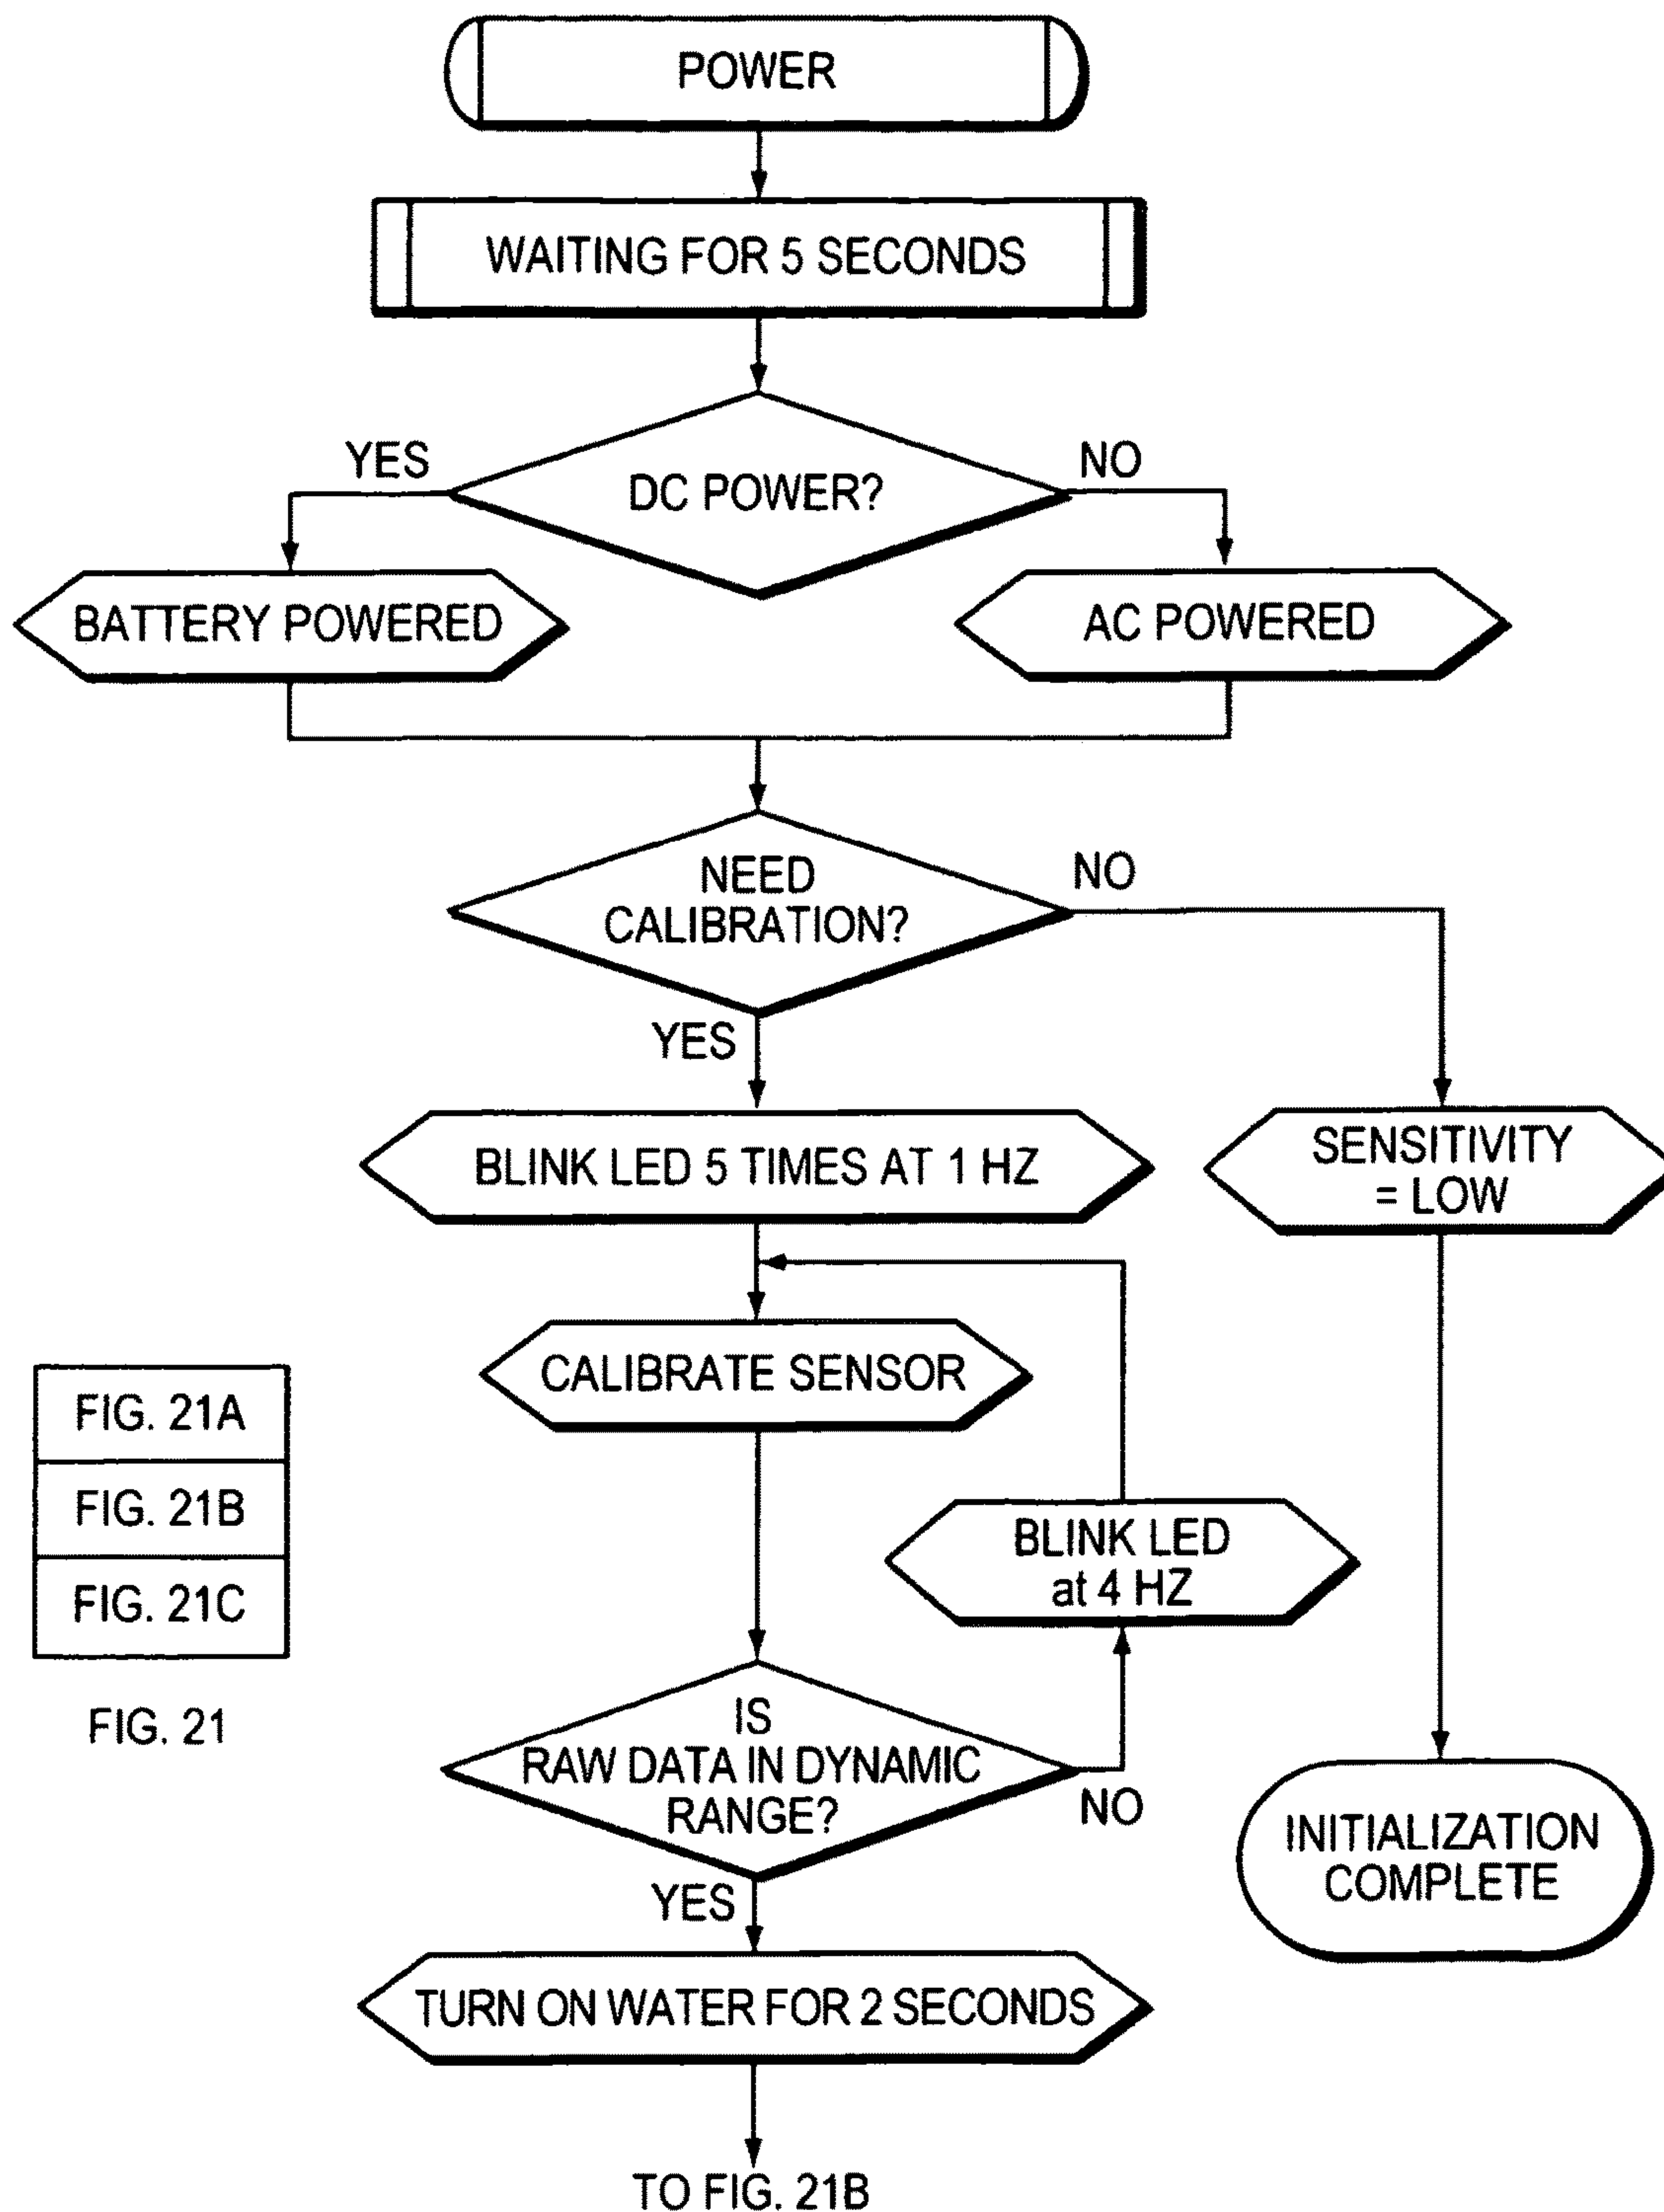 POWER
WAITING FOR 5 SECONDS
YES
DC POWER?
NO
BATTERY POWERED
AC POWERED
NEED
CALIBRATION?
NO
YES
BLINK LED 5 TIMES AT 1 HZ
SENSITIVITY
= LOW
CALIBRATE SENSOR
FIG. 21A
FIG. 21B
FIG. 21C
FIG. 21
BLINK LED
at 4 HZ
IS
RAW DATA IN DYNAMIC
RANGE?
NO
YES
INITIALIZATION
COMPLETE
TURN ON WATER FOR 2 SECONDS
TO FIG. 21B